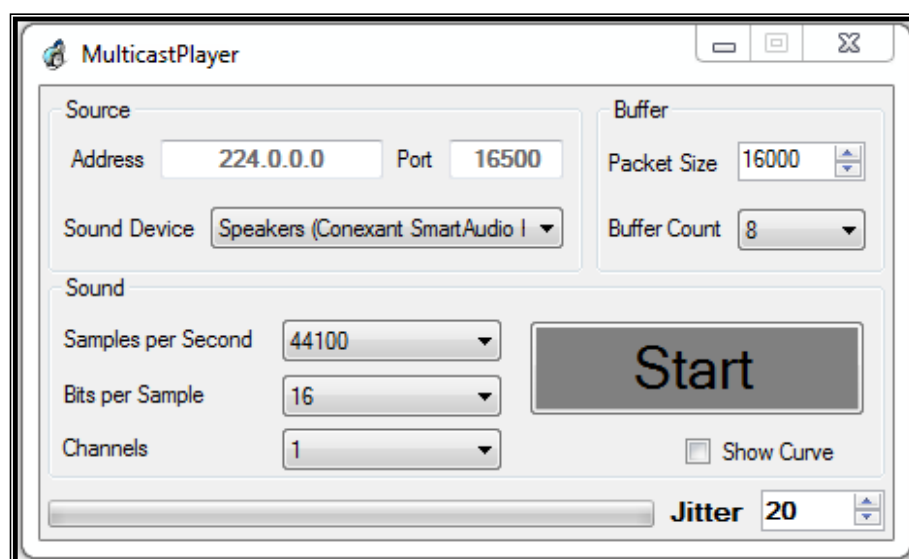 MulticastPlayer
Source
Address 224.0.0.0 Port 16500
Sound Device Speakers (Conexant SmartAudio
Buffer
Packet Size 16000
Buffer Count 8
Sound
Samples per Second 44100
Bits per Sample 16
Channels 1
Start
Show Curve
Jitter 20